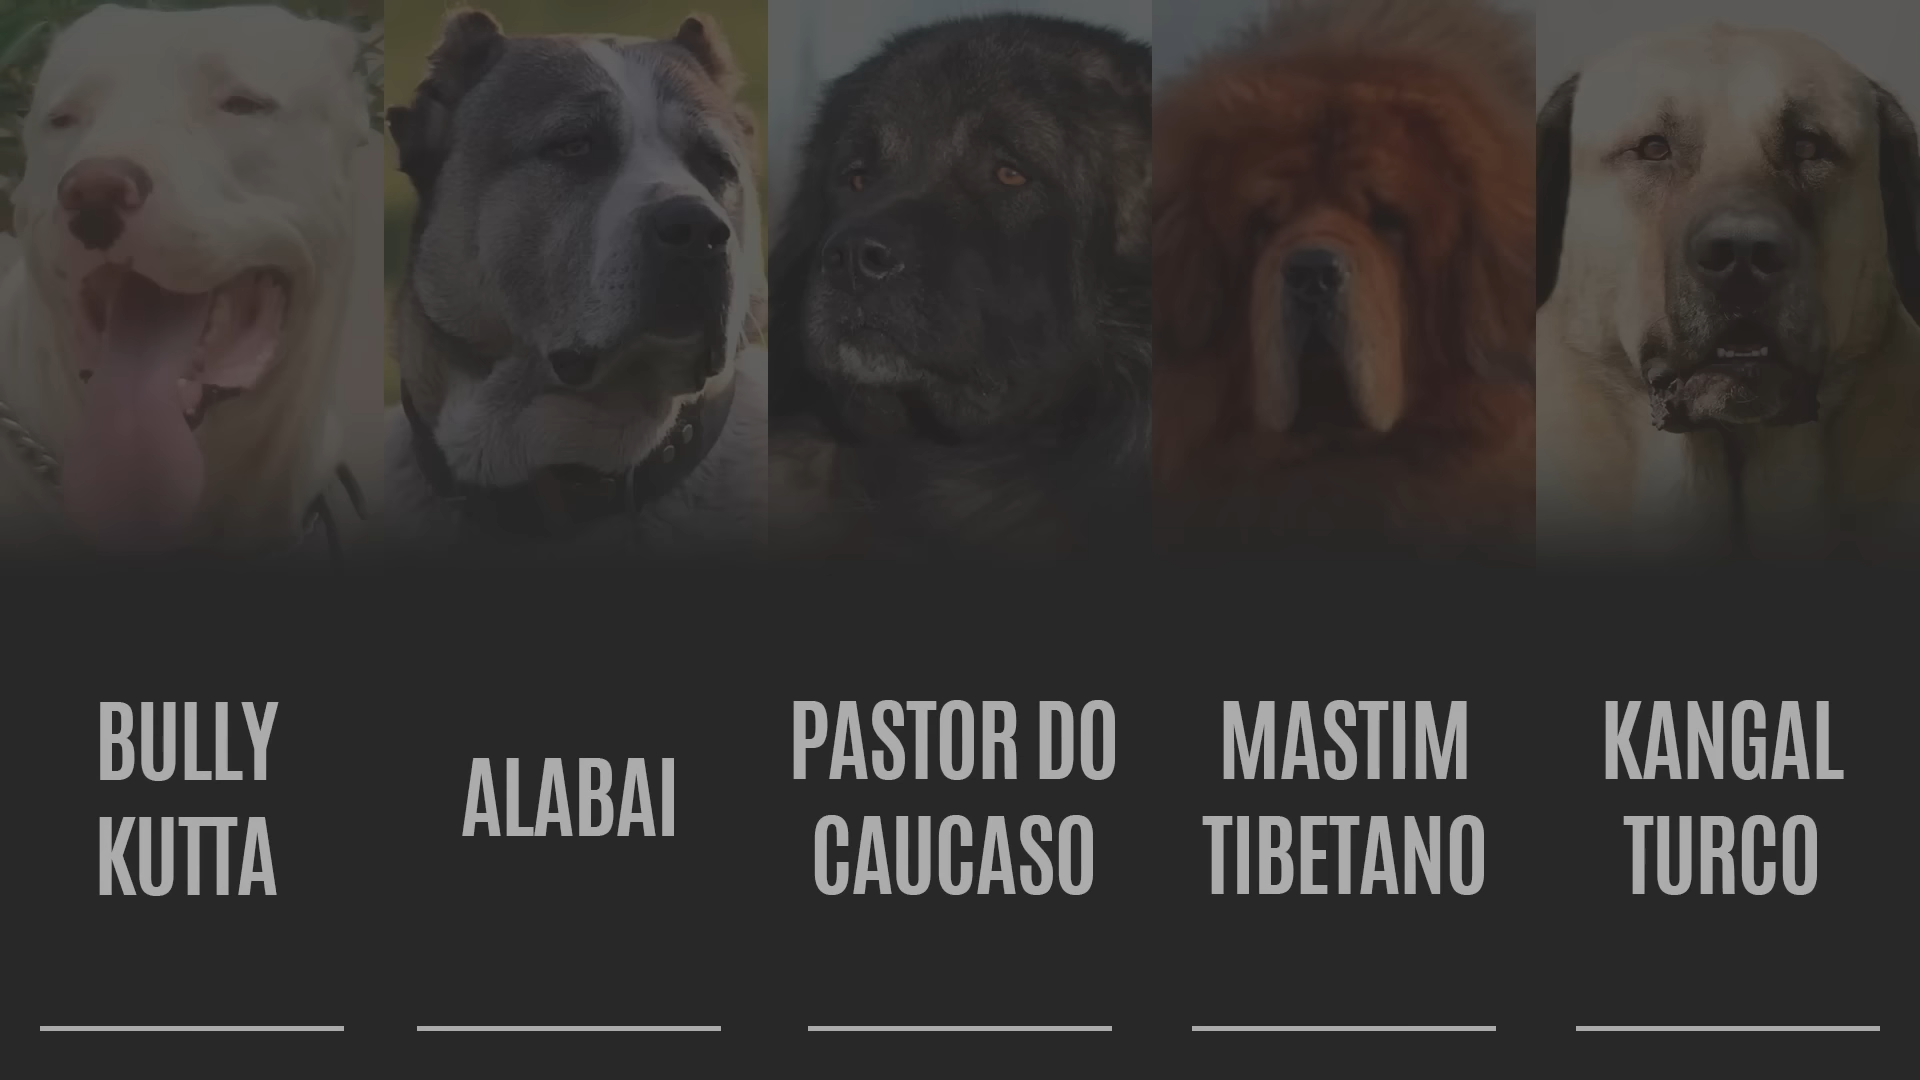 BULLY
KUTTA
ALABAI
PASTOR DO
CAUCASO
MASTIM
TIBETANO
KANGAL
TURCO